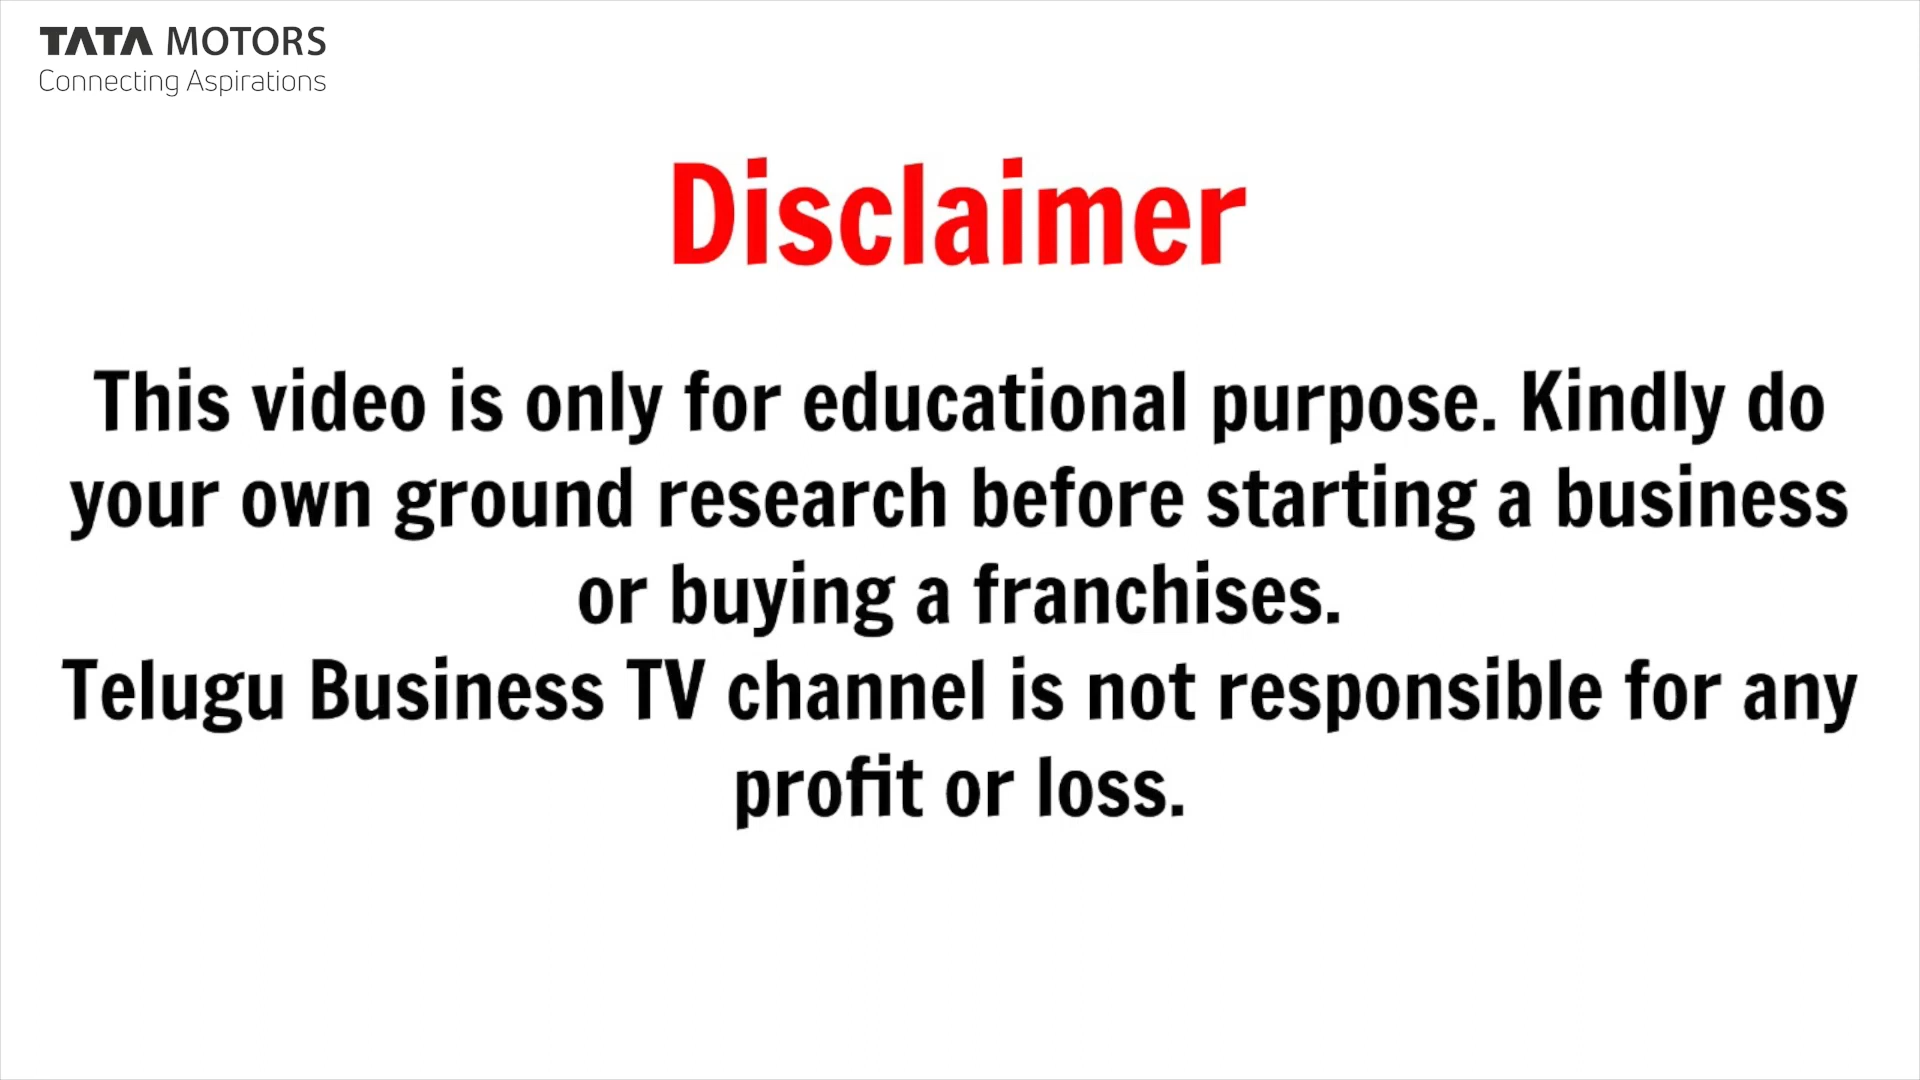 TATA MOTORS
Connecting Aspirations
Disclaimer
This video is only for educational purpose. Kindly do
your own ground research before starting a business
or buying a franchises.
Telugu Business TV channel is not responsible for any
profit or loss.